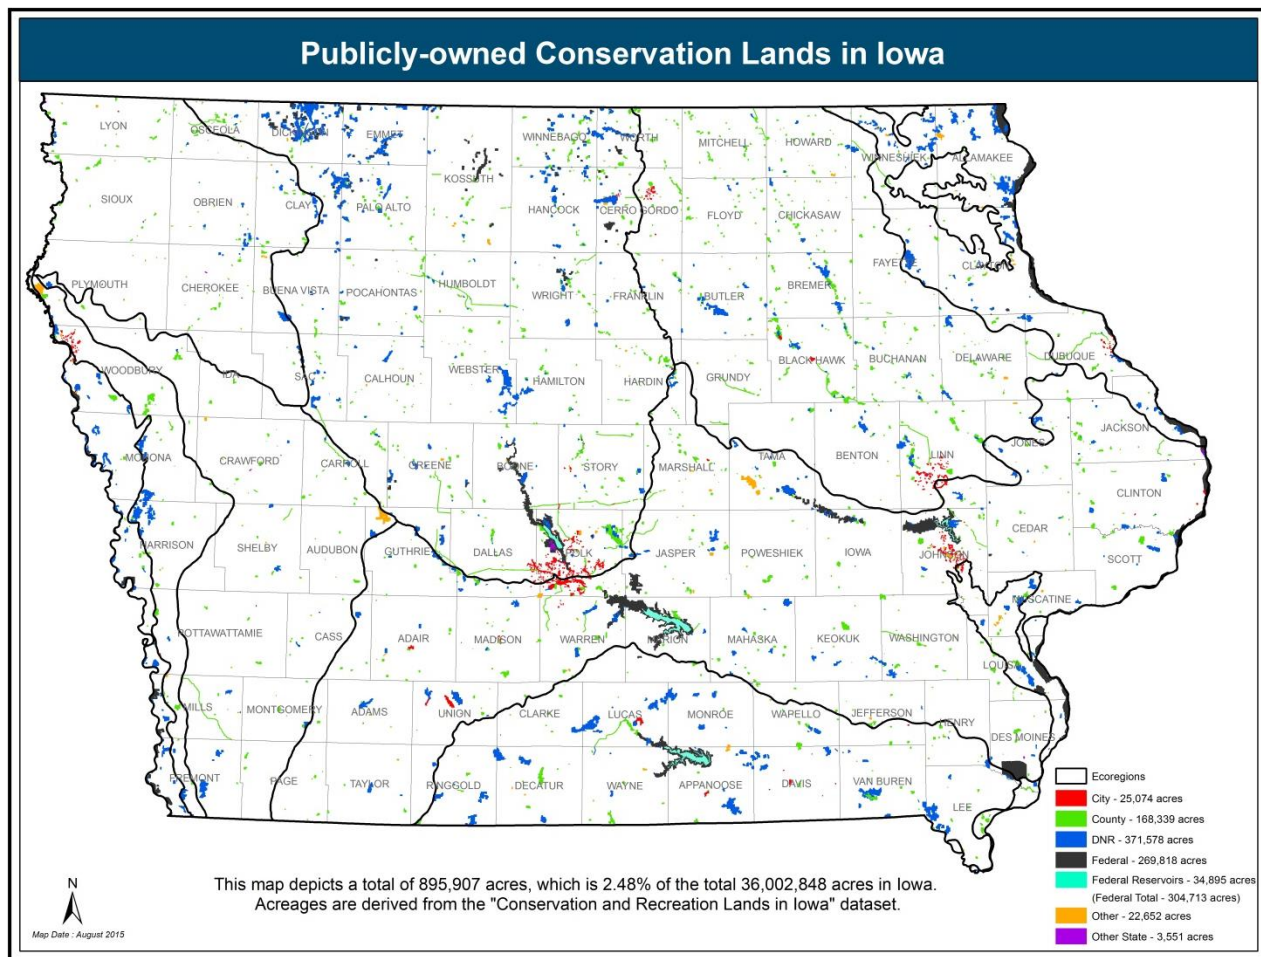 Publicly-owned Conservation Lands in Iowa
LYON
OSCEOLA
DICKINSON
EMMET
WINNEBAGO
WORTH
MITCHELL
HOWARD
WINNESHIEK
ALLAMAKEE
SIOUX
OBRIEN
CLAY
PALO ALTO
KOSSUTH
HANCOCK
CERRO GORDO
FLOYD
CHICKASAW
FAYETTE
CLAYTON
PLYMOUTH
CHEROKEE
BUENA VISTA
POCAHONTAS
HUMBOLDT
WRIGHT
FRANKLIN
BUTLER
BREMER
WOODBURY
IDA
SAC
CALHOUN
WEBSTER
HAMILTON
HARDIN
GRUNDY
BLACK HAWK
BUCHANAN
DELAWARE
DUBUQUE
MONONA
CRAWFORD
CARROLL
GREENE
BOONE
STORY
MARSHALL
TAMA
BENTON
LINN
JONES
JACKSON
CLINTON
HARRISON
SHELBY
AUDUBON
GUTHRIE
DALLAS
POLK
JASPER
POWESHIEK
IOWA
JOHNSON
CEDAR
SCOTT
POTTAWATTAMIE
CASS
ADAIR
MADISON
WARREN
MARION
MAHASKA
KEOKUK
WASHINGTON
MUSCATINE
LOUISA
MILLS
MONTGOMERY
ADAMS
UNION
CLARKE
LUCAS
MONROE
WAPELLO
JEFFERSON
HENRY
DES MOINES
FREMONT
PAGE
TAYLOR
RINGGOLD
DECATUR
WAYNE
APPANOOSE
DAVIS
VAN BUREN
LEE
Ecoregions
City - 25,074 acres
County - 168,339 acres
DNR - 371,578 acres
Federal - 269,818 acres
Federal Reservoirs - 34,895 acres
(Federal Total - 304,713 acres)
Other - 22,652 acres
Other State - 3,551 acres
N
Map Date : August 2015
This map depicts a total of 895,907 acres, which is 2.48% of the total 36,002,848 acres in Iowa.
Acreages are derived from the "Conservation and Recreation Lands in Iowa" dataset.